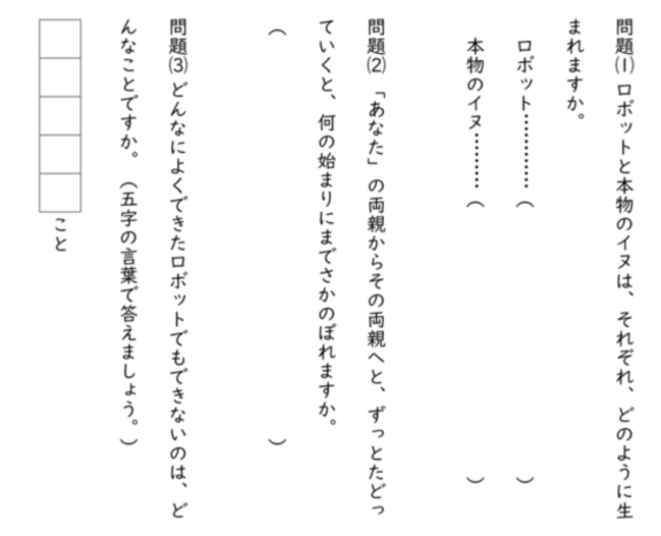 問題⑴ ロボットと本物のイヌは、それぞれ、どのように生
まれますか。
ロボット……………（　　　　　　　　　　）
本物のイヌ…………（　　　　　　　　　　）
問題⑵ 「あなた」の両親からその両親へと、ずっとたどっ
ていくと、何の始まりにまでさかのぼれますか。
（　　　　　　　　　　　　　　　　　　）
問題⑶ どんなによくできたロボットでもできないのは、ど
んなことですか。（五字の言葉で答えましょう。）
こと